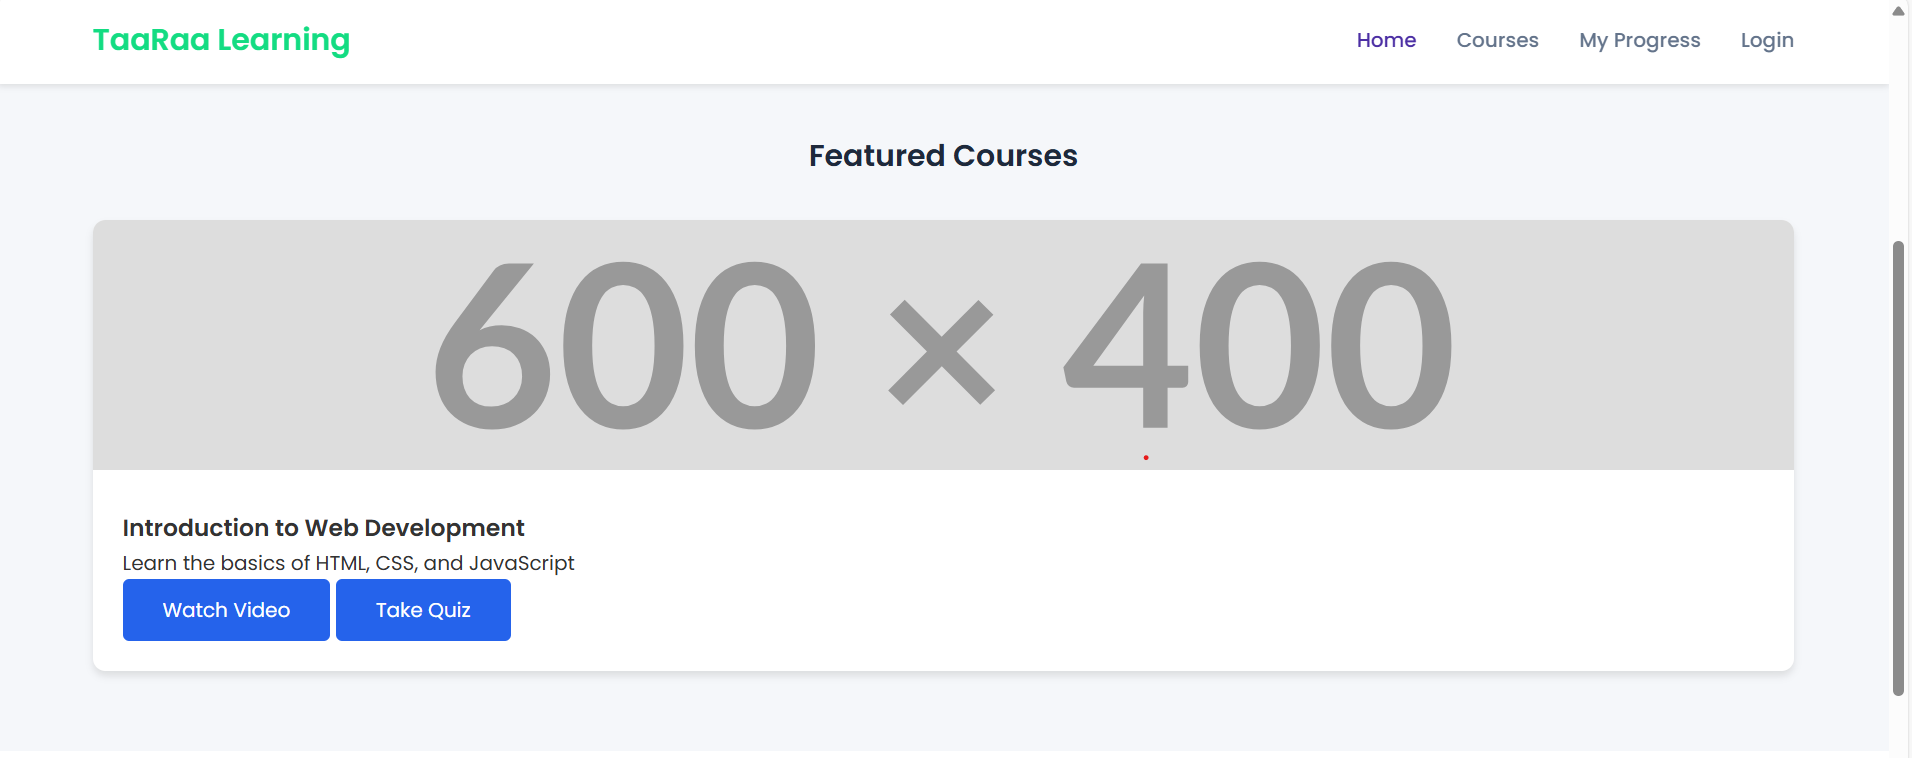 TaaRaa Learning
Home Courses My Progress Login
Featured Courses
600 × 400
Introduction to Web Development
Learn the basics of HTML, CSS, and JavaScript
Watch Video Take Quiz